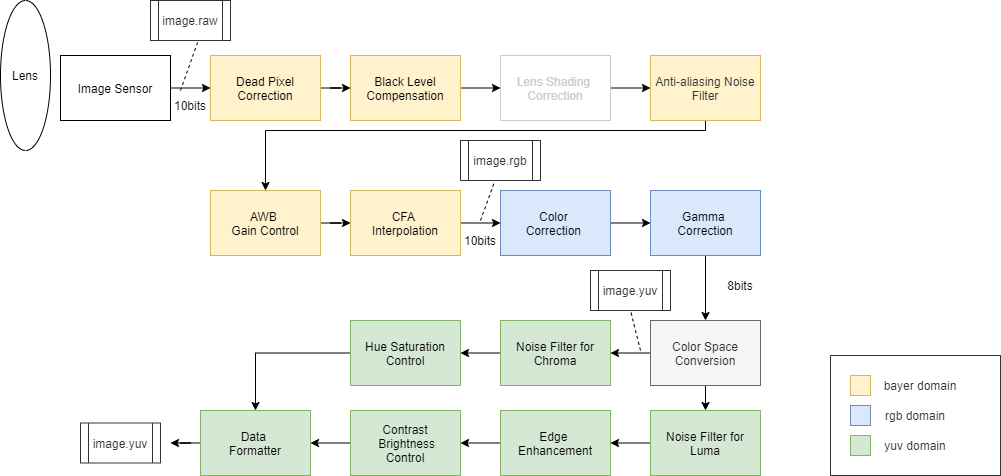 image.raw
Lens
Image Sensor
10bits
Dead Pixel
Correction
Black Level
Compensation
Lens Shading
Correction
Anti-aliasing Noise
Filter
image.rgb
AWB
Gain Control
CFA
Interpolation
10bits
Color
Correction
Gamma
Correction
8bits
image.yuv
Hue Saturation
Control
Noise Filter for
Chroma
Color Space
Conversion
image.yuv
Data
Formatter
Contrast
Brightness
Control
Edge
Enhancement
Noise Filter for
Luma
bayer domain
rgb domain
yuv domain